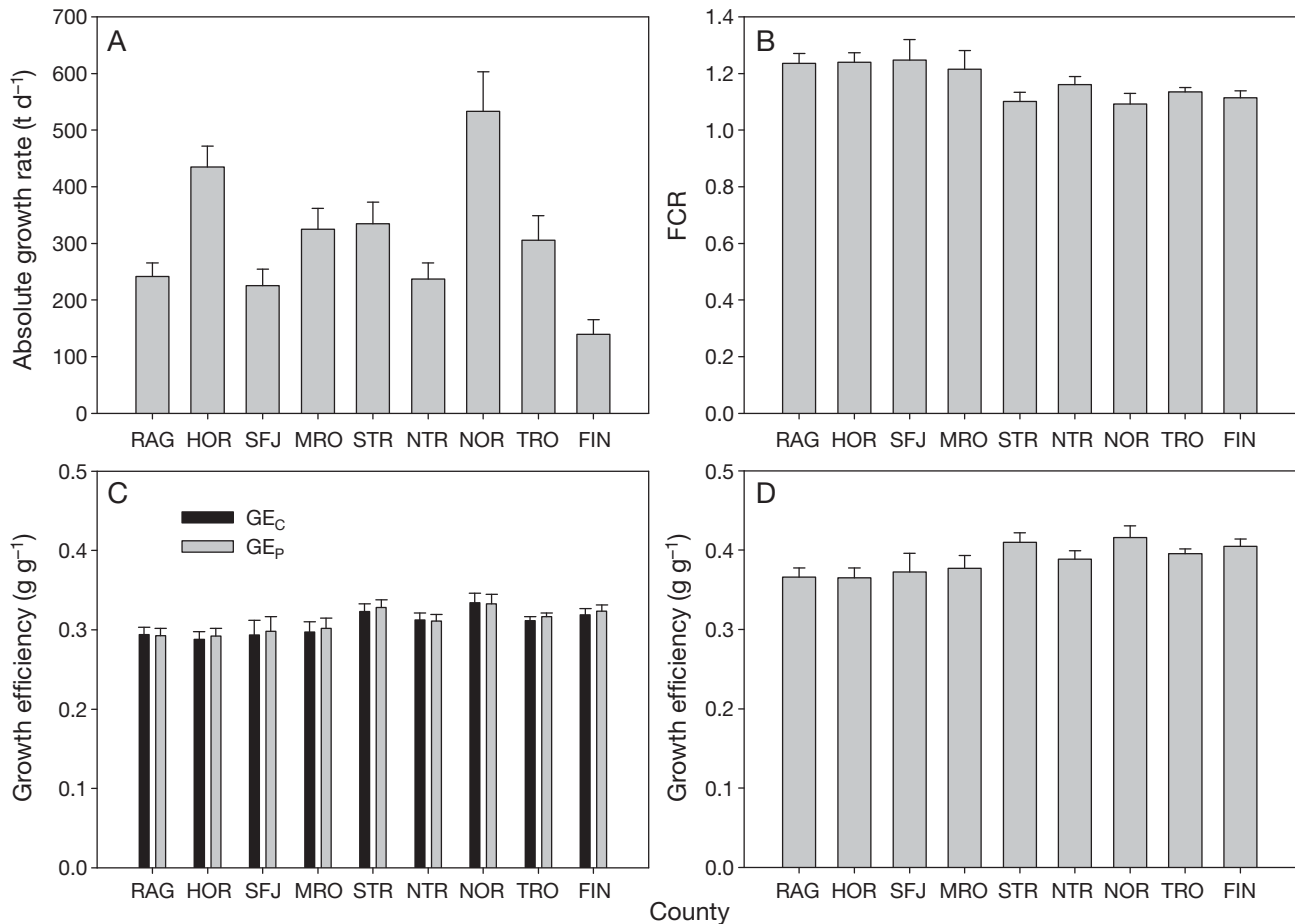 A
Absolute growth rate (t d⁻¹)
700
600
500
400
300
200
100
0
RAG HOR SFJ MRO STR NTR NOR TRO FIN
B
FCR
1.4
1.2
1.0
0.8
0.6
0.4
0.2
0.0
RAG HOR SFJ MRO STR NTR NOR TRO FIN
C
GE_C
GE_P
Growth efficiency (g g⁻¹)
0.5
0.4
0.3
0.2
0.1
0.0
RAG HOR SFJ MRO STR NTR NOR TRO FIN
D
Growth efficiency (g g⁻¹)
0.5
0.4
0.3
0.2
0.1
0.0
RAG HOR SFJ MRO STR NTR NOR TRO FIN
County